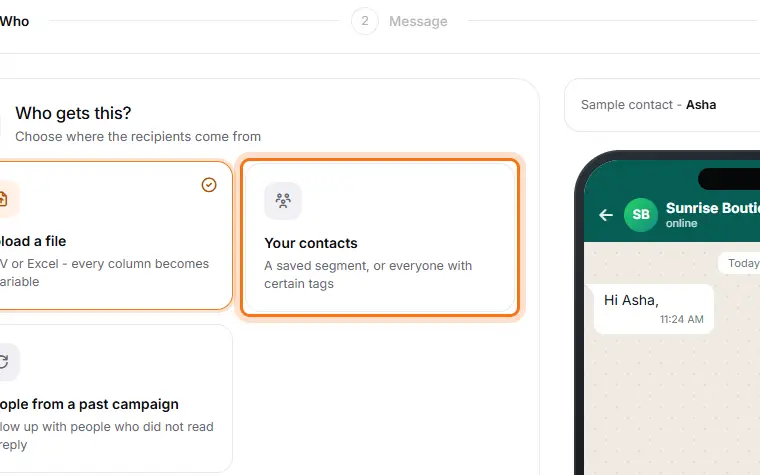 Who
2
Message
Who gets this?
Choose where the recipients come from
load a file
V or Excel - every column becomes
ariable
Your contacts
A saved segment, or everyone with
certain tags
ople from a past campaign
low up with people who did not read
reply
Sample contact - Asha
SB
Sunrise Bouti
online
Today
Hi Asha,
11:24 AM